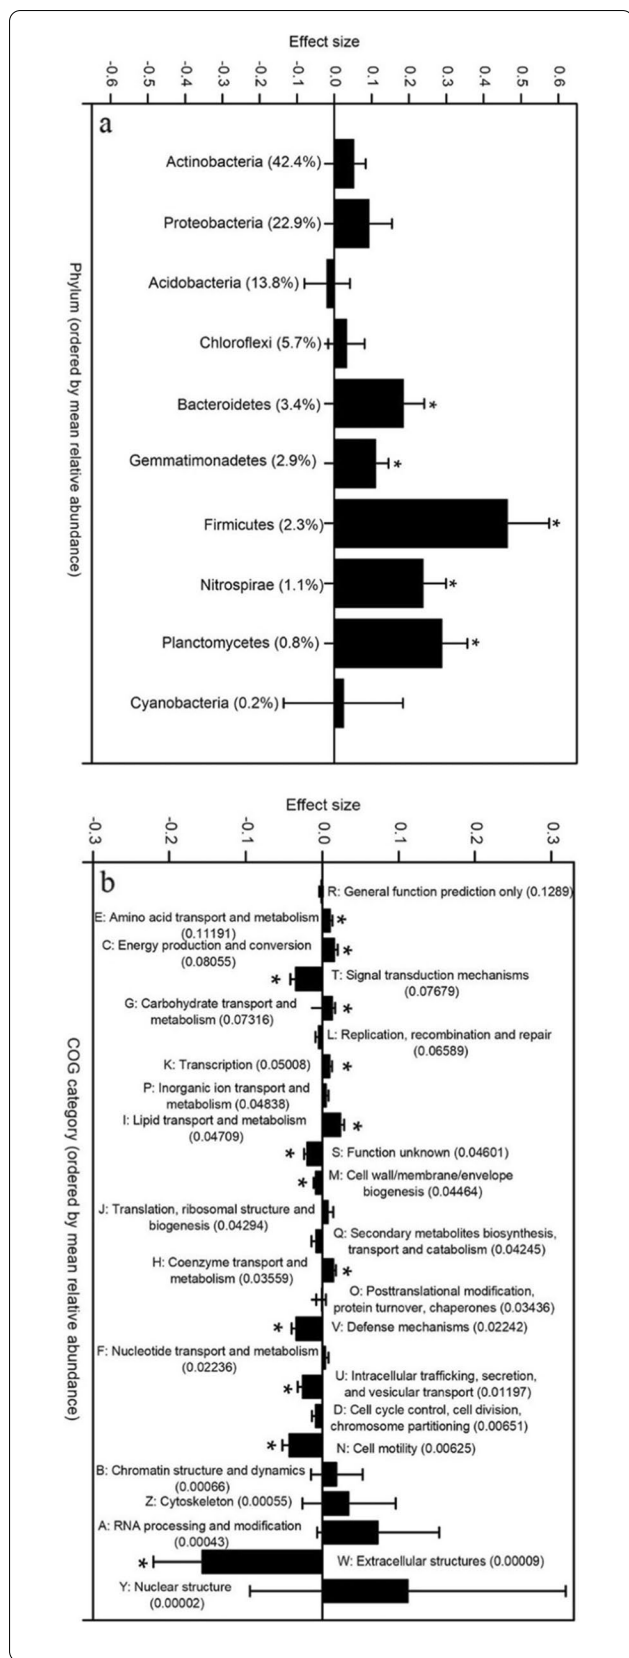 Effect size
-0.6
-0.5
-0.4
-0.3
-0.2
-0.1
0.0
0.1
0.2
0.3
0.4
0.5
0.6
a
Actinobacteria (42.4%)
Proteobacteria (22.9%)
Acidobacteria (13.8%)
Chloroflexi (5.7%)
Bacteroidetes (3.4%)
*
Gemmatimonadetes (2.9%)
*
Firmicutes (2.3%)
*
Nitrospirae (1.1%)
*
Planctomycetes (0.8%)
*
Cyanobacteria (0.2%)
Phylum (ordered by mean relative abundance)
Effect size
-0.3
-0.2
-0.1
0.0
0.1
0.2
0.3
b
R: General function prediction only (0.1289)
E: Amino acid transport and metabolism
(0.11191)
*
C: Energy production and conversion
(0.08055)
*
*
T: Signal transduction mechanisms
(0.07679)
G: Carbohydrate transport and
metabolism (0.07316)
*
L: Replication, recombination and repair
(0.06589)
K: Transcription (0.05008)
*
P: Inorganic ion transport and
metabolism (0.04838)
I: Lipid transport and metabolism
(0.04709)
*
*
S: Function unknown (0.04601)
*
M: Cell wall/membrane/envelope
biogenesis (0.04464)
J: Translation, ribosomal structure and
biogenesis (0.04294)
Q: Secondary metabolites biosynthesis,
transport and catabolism (0.04245)
H: Coenzyme transport and
metabolism (0.03559)
*
O: Posttranslational modification,
protein turnover, chaperones (0.03436)
*
V: Defense mechanisms (0.02242)
F: Nucleotide transport and metabolism
(0.02236)
*
U: Intracellular trafficking, secretion,
and vesicular transport (0.01197)
D: Cell cycle control, cell division,
chromosome partitioning (0.00651)
*
N: Cell motility (0.00625)
B: Chromatin structure and dynamics
(0.00066)
Z: Cytoskeleton (0.00055)
A: RNA processing and modification
(0.00043)
*
W: Extracellular structures (0.00009)
Y: Nuclear structure
(0.00002)
COG category (ordered by mean relative abundance)